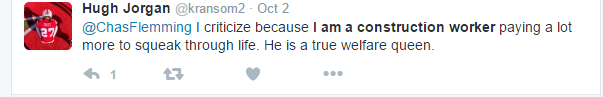 Hugh Jorgan @kransom2 · Oct 2
@ChasFlemming I criticize because I am a construction worker paying a lot
more to squeak through life. He is a true welfare queen.
1